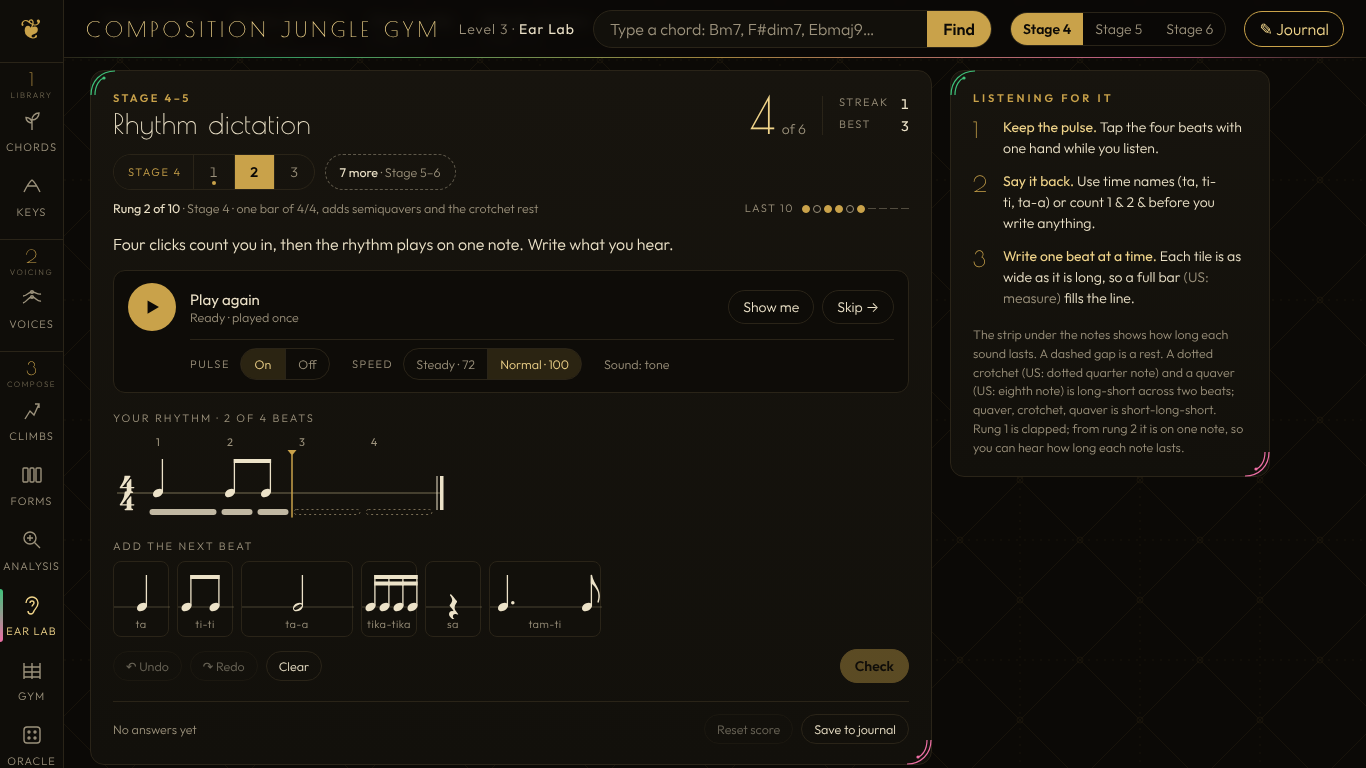 COMPOSITION JUNGLE GYM
Level 3 · Ear Lab
Type a chord: Bm7, F#dim7, Ebmaj9…
Find
Stage 4
Stage 5
Stage 6
✎ Journal
1
LIBRARY
CHORDS
KEYS
2
VOICING
VOICES
3
COMPOSE
CLIMBS
FORMS
ANALYSIS
EAR LAB
GYM
ORACLE
STAGE 4–5
Rhythm dictation
4 of 6
STREAK 1
BEST 3
STAGE 4
1
2
3
7 more · Stage 5–6
Rung 2 of 10 · Stage 4 · one bar of 4/4, adds semiquavers and the crotchet rest
LAST 10
Four clicks count you in, then the rhythm plays on one note. Write what you hear.
Play again
Ready · played once
Show me
Skip →
PULSE
On
Off
SPEED
Steady · 72
Normal · 100
Sound: tone
YOUR RHYTHM · 2 OF 4 BEATS
1 2 3 4
4
4
ADD THE NEXT BEAT
ta
ti-ti
ta-a
tika-tika
sa
tam-ti
↶ Undo
↷ Redo
Clear
Check
No answers yet
Reset score
Save to journal
LISTENING FOR IT
1
Keep the pulse. Tap the four beats with
one hand while you listen.
2
Say it back. Use time names (ta, ti-
ti, ta-a) or count 1 & 2 & before you
write anything.
3
Write one beat at a time. Each tile is as
wide as it is long, so a full bar (US:
measure) fills the line.
The strip under the notes shows how long each
sound lasts. A dashed gap is a rest. A dotted
crotchet (US: dotted quarter note) and a quaver
(US: eighth note) is long-short across two beats;
quaver, crotchet, quaver is short-long-short.
Rung 1 is clapped; from rung 2 it is on one note, so
you can hear how long each note lasts.